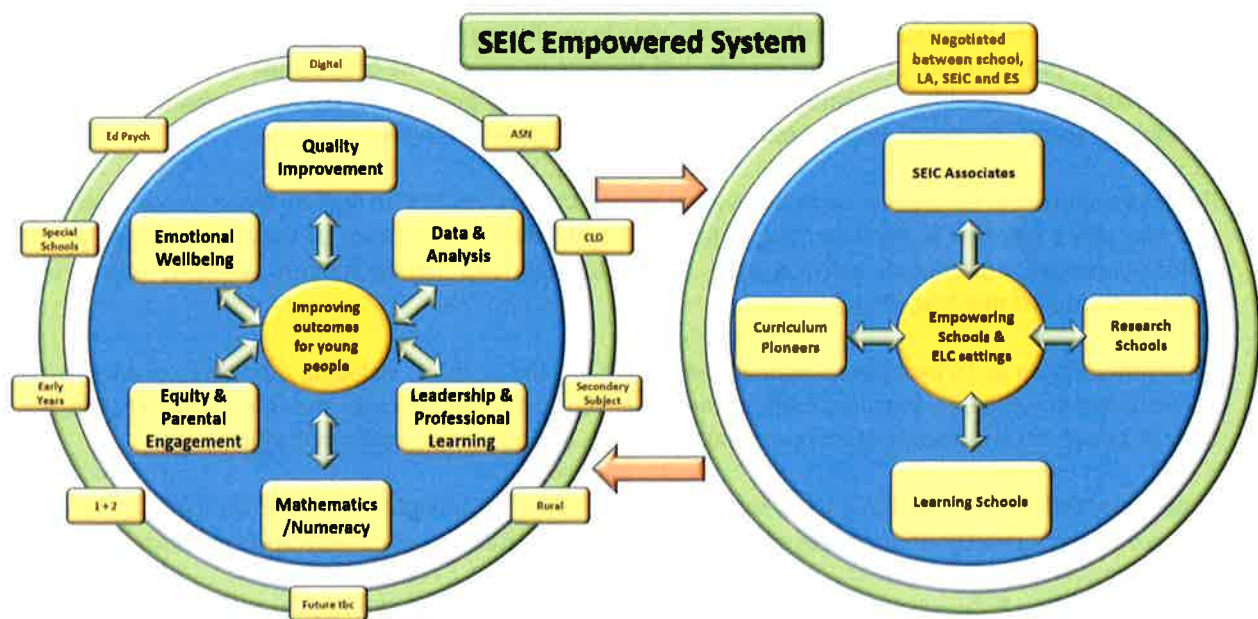 SEIC Empowered System
Digital
Ed Psych
ASN
Special
Schools
CLD
Early
Years
Secondary
Subject
1 + 2
Rural
Future tbc
Quality
Improvement
Emotional
Wellbeing
Data &
Analysis
Improving
outcomes
for young
people
Equity &
Parental
Engagement
Leadership &
Professional
Learning
Mathematics
/Numeracy
Negotiated
between school,
LA, SEIC and ES
SEIC Associates
Curriculum
Pioneers
Empowering
Schools &
ELC settings
Research
Schools
Learning Schools